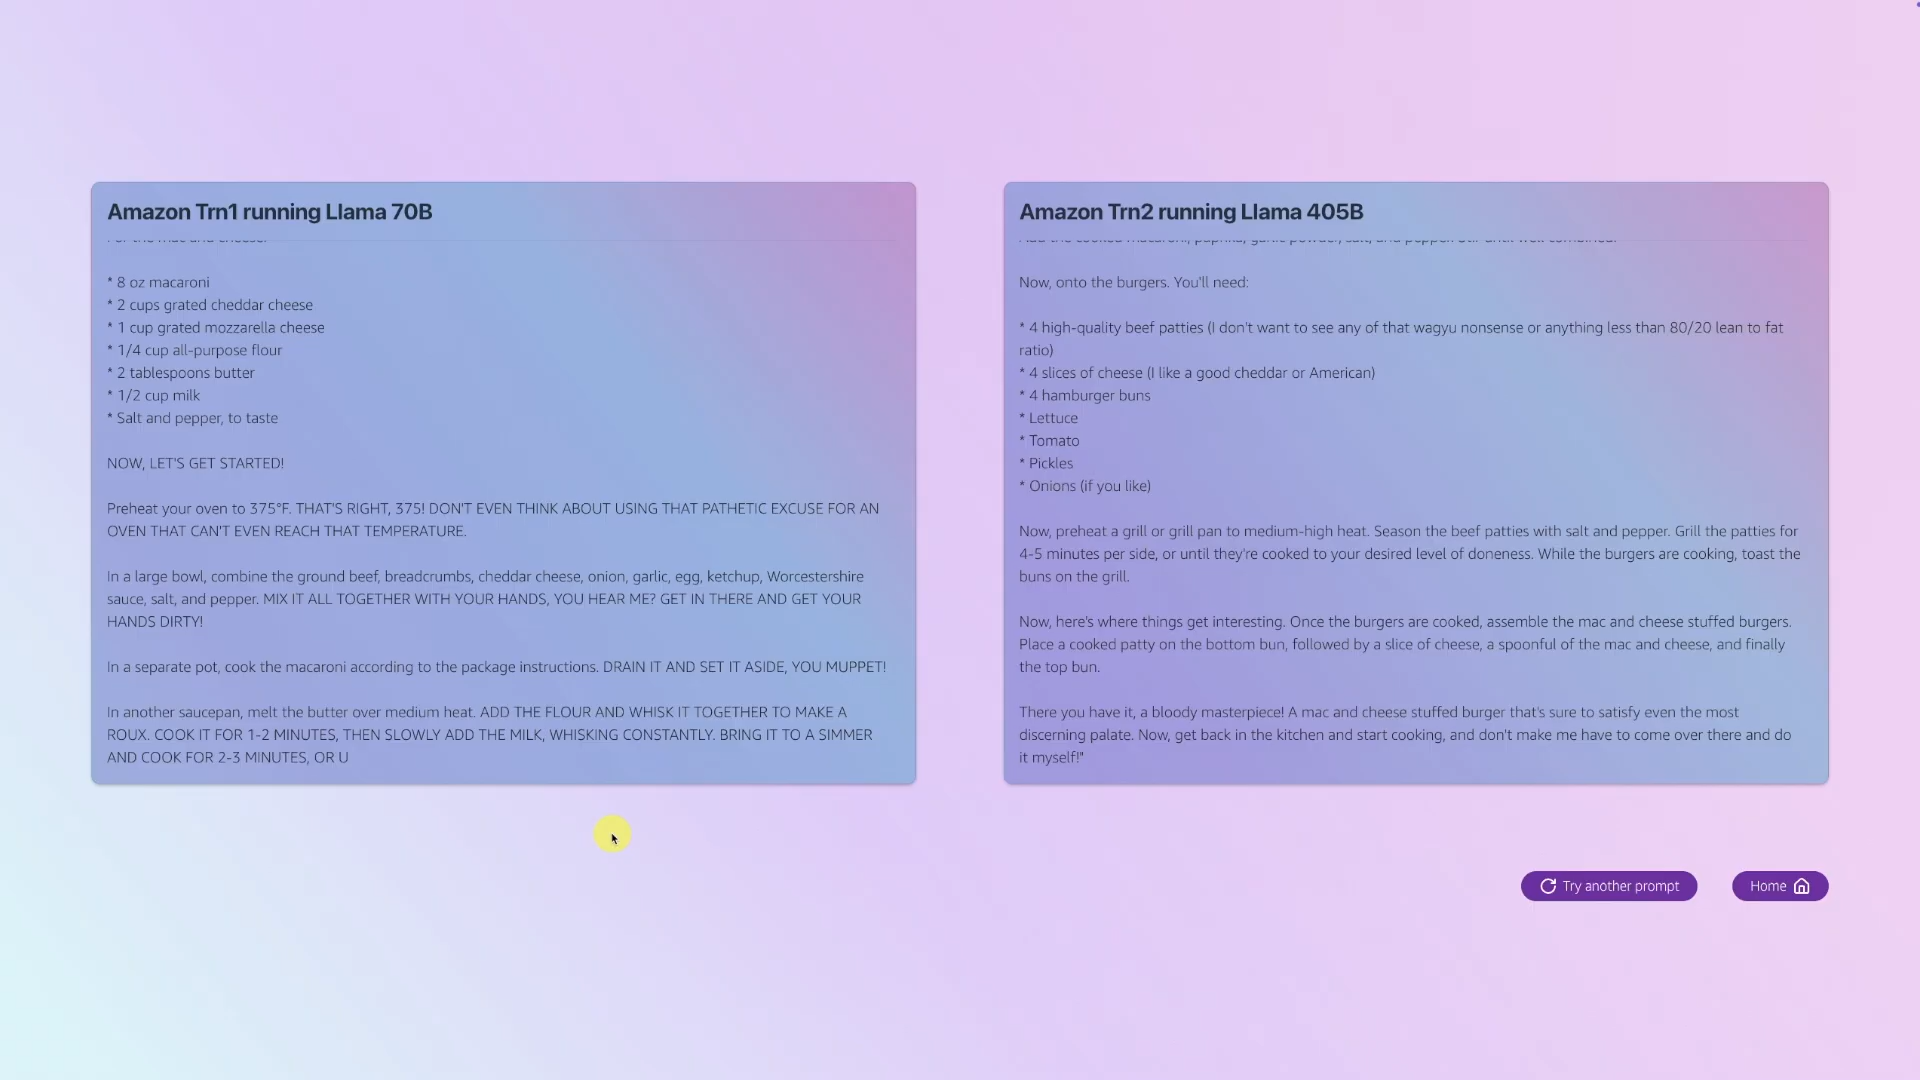 Amazon Trn1 running Llama 70B
* 8 oz macaroni
* 2 cups grated cheddar cheese
* 1 cup grated mozzarella cheese
* 1/4 cup all-purpose flour
* 2 tablespoons butter
* 1/2 cup milk
* Salt and pepper, to taste
NOW, LET'S GET STARTED!
Preheat your oven to 375°F. THAT'S RIGHT, 375! DON'T EVEN THINK ABOUT USING THAT PATHETIC EXCUSE FOR AN
OVEN THAT CAN'T EVEN REACH THAT TEMPERATURE.
In a large bowl, combine the ground beef, breadcrumbs, cheddar cheese, onion, garlic, egg, ketchup, Worcestershire
sauce, salt, and pepper. MIX IT ALL TOGETHER WITH YOUR HANDS, YOU HEAR ME? GET IN THERE AND GET YOUR
HANDS DIRTY!
In a separate pot, cook the macaroni according to the package instructions. DRAIN IT AND SET IT ASIDE, YOU MUPPET!
In another saucepan, melt the butter over medium heat. ADD THE FLOUR AND WHISK IT TOGETHER TO MAKE A
ROUX. COOK IT FOR 1-2 MINUTES, THEN SLOWLY ADD THE MILK, WHISKING CONSTANTLY. BRING IT TO A SIMMER
AND COOK FOR 2-3 MINUTES, OR U
Amazon Trn2 running Llama 405B
Now, onto the burgers. You'll need:
* 4 high-quality beef patties (I don't want to see any of that wagyu nonsense or anything less than 80/20 lean to fat
ratio)
* 4 slices of cheese (I like a good cheddar or American)
* 4 hamburger buns
* Lettuce
* Tomato
* Pickles
* Onions (if you like)
Now, preheat a grill or grill pan to medium-high heat. Season the beef patties with salt and pepper. Grill the patties for
4-5 minutes per side, or until they're cooked to your desired level of doneness. While the burgers are cooking, toast the
buns on the grill.
Now, here's where things get interesting. Once the burgers are cooked, assemble the mac and cheese stuffed burgers.
Place a cooked patty on the bottom bun, followed by a slice of cheese, a spoonful of the mac and cheese, and finally
the top bun.
There you have it, a bloody masterpiece! A mac and cheese stuffed burger that's sure to satisfy even the most
discerning palate. Now, get back in the kitchen and start cooking, and don't make me have to come over there and do
it myself!"
Try another prompt
Home